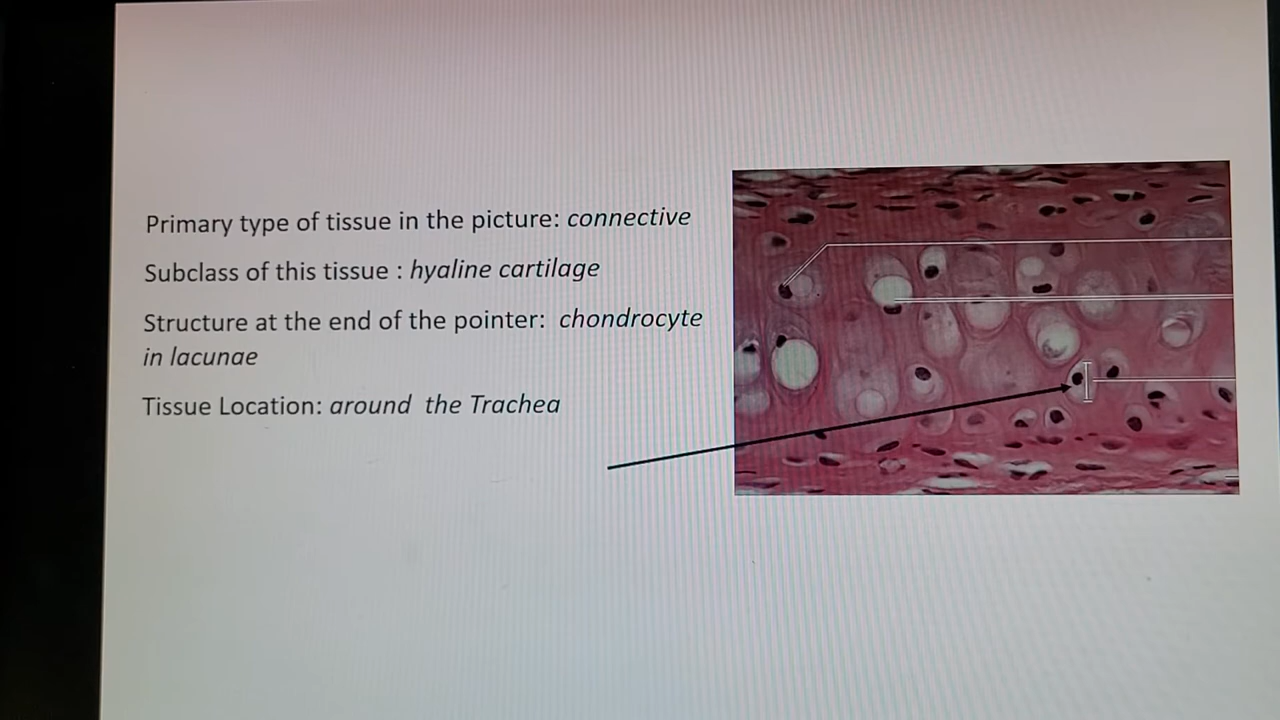 Primary type of tissue in the picture: connective
Subclass of this tissue : hyaline cartilage
Structure at the end of the pointer: chondrocyte
in lacunae
Tissue Location: around the Trachea